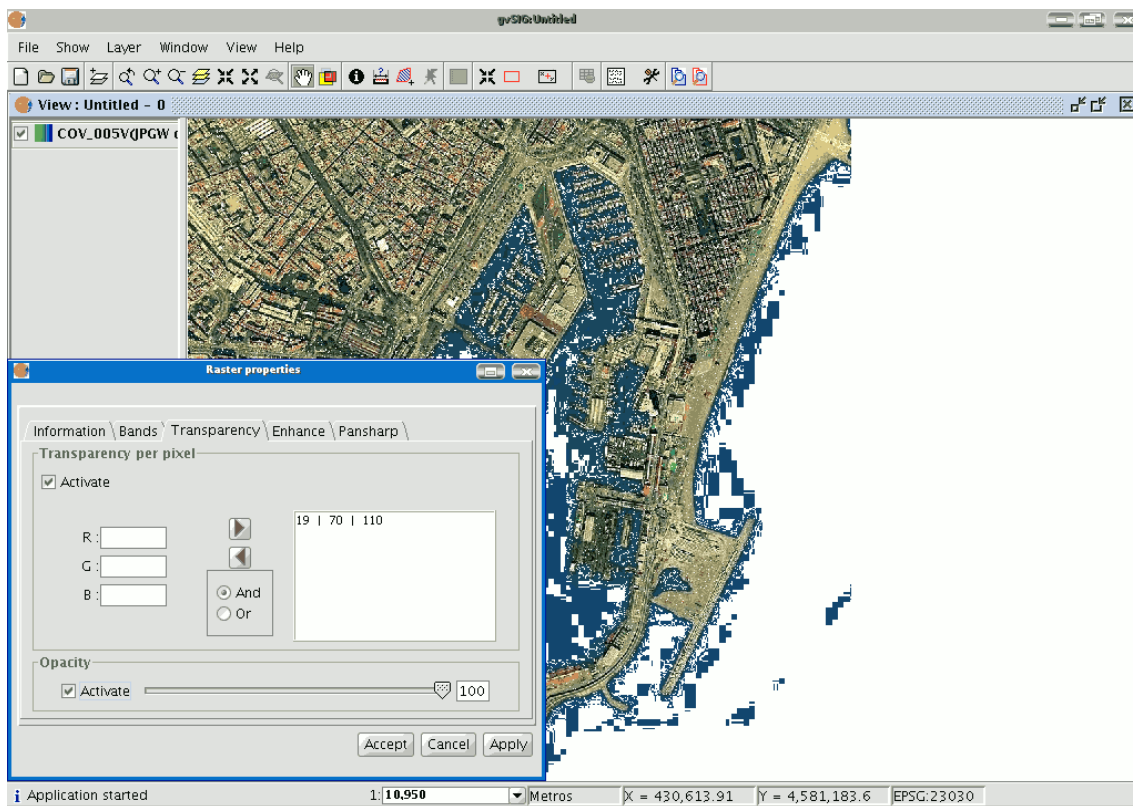 gvSIG:Untitled
File Show Layer Window View Help
View : Untitled - 0
COV_005V(JPGW
Raster properties
Information Bands Transparency Enhance Pansharp
Transparency per pixel
Activate
19 | 70 | 110
R :
G :
B :
And
Or
Opacity
Activate 100
Accept Cancel Apply
Application started 1: 10,950 Metros X = 430,613.91 Y = 4,581,183.6 EPSG:23030